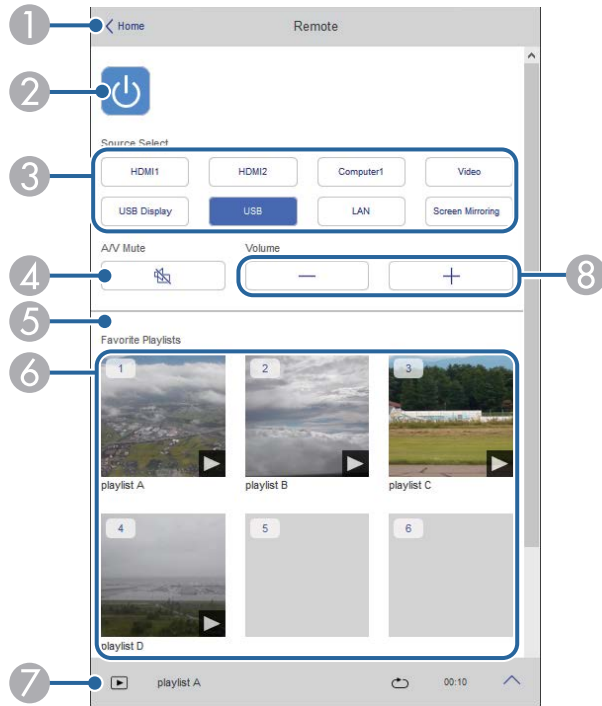 1 Home Remote
2
Source Select
3 HDMI1 HDMI2 Computer1 Video
USB Display USB LAN Screen Mirroring
A/V Mute Volume
4 8
5
Favorite Playlists
6
1 2 3
playlist A playlist B playlist C
4 5 6
playlist D
7 playlist A 00:10